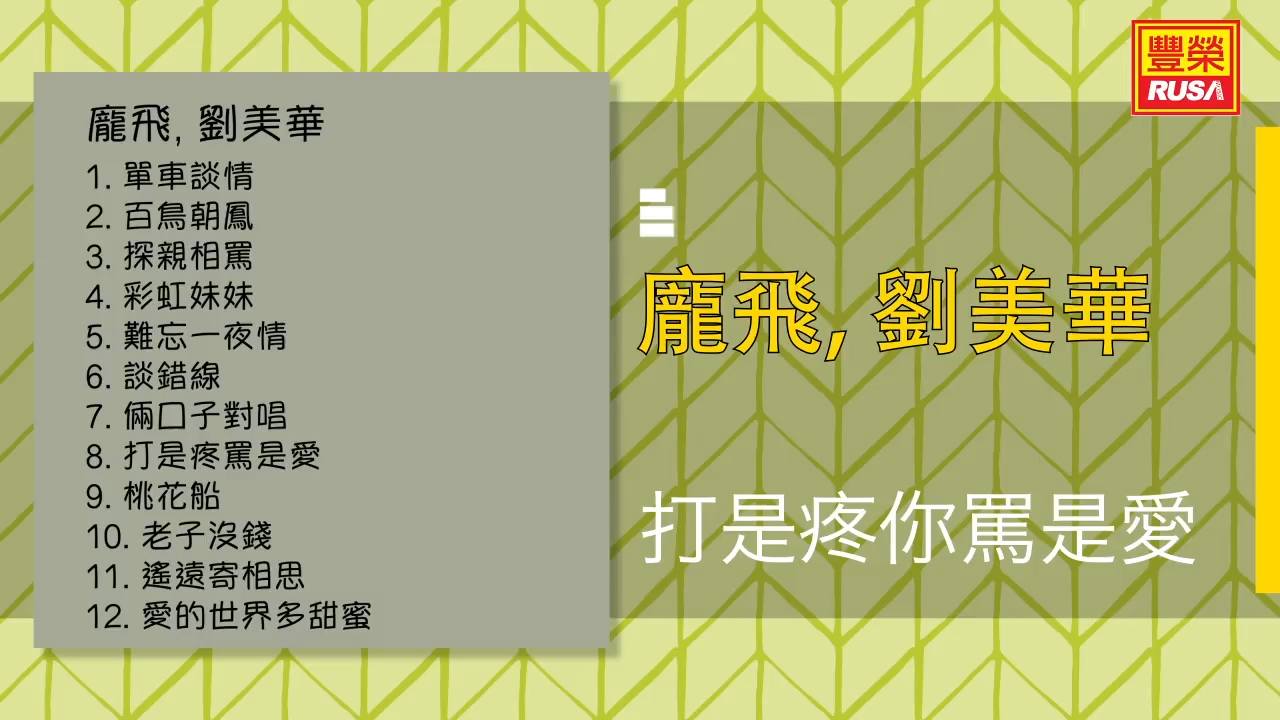 龐飛, 劉美華
1. 單車談情
2. 百鳥朝鳳
3. 探親相罵
4. 彩虹妹妹
5. 難忘一夜情
6. 談錯線
7. 倆口子對唱
8. 打是疼罵是愛
9. 桃花船
10. 老子沒錢
11. 遙遠寄相思
12. 愛的世界多甜蜜
豐榮
RUSA
龐飛, 劉美華
打是疼你罵是愛